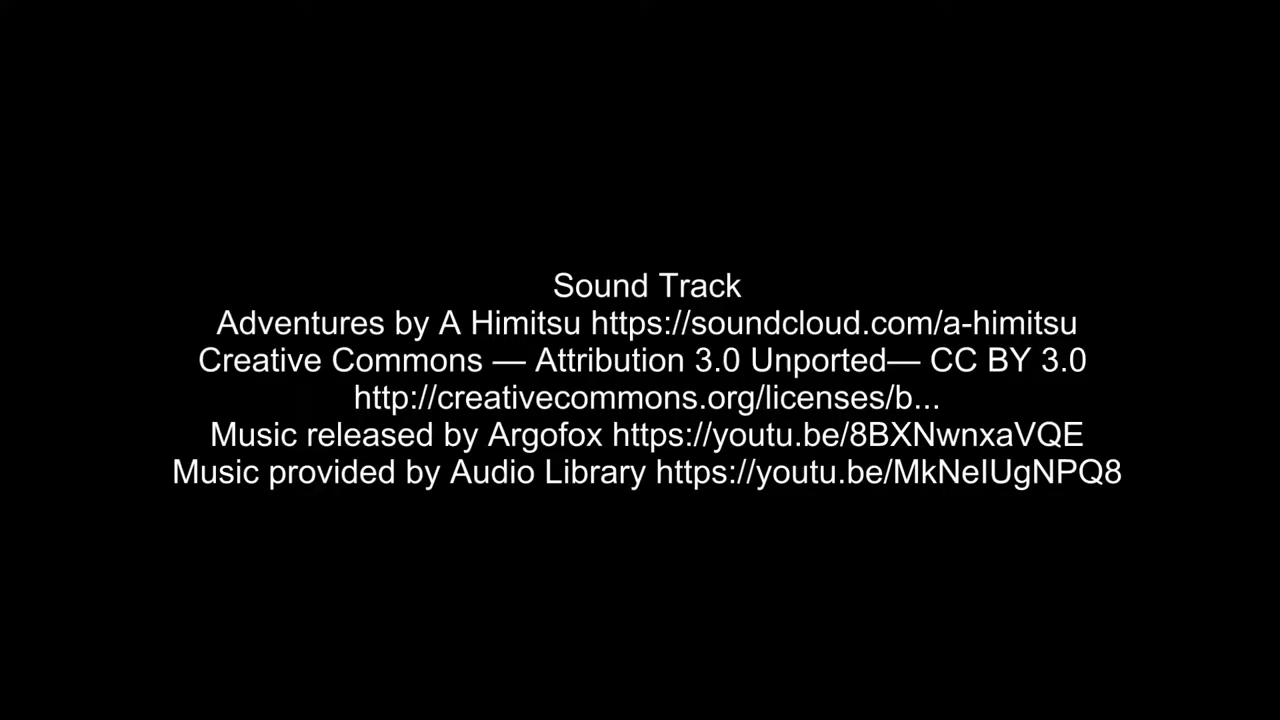 Sound Track
Adventures by A Himitsu https://soundcloud.com/a-himitsu
Creative Commons — Attribution 3.0 Unported— CC BY 3.0
http://creativecommons.org/licenses/b...
Music released by Argofox https://youtu.be/8BXNwnxaVQE
Music provided by Audio Library https://youtu.be/MkNeIUgNPQ8